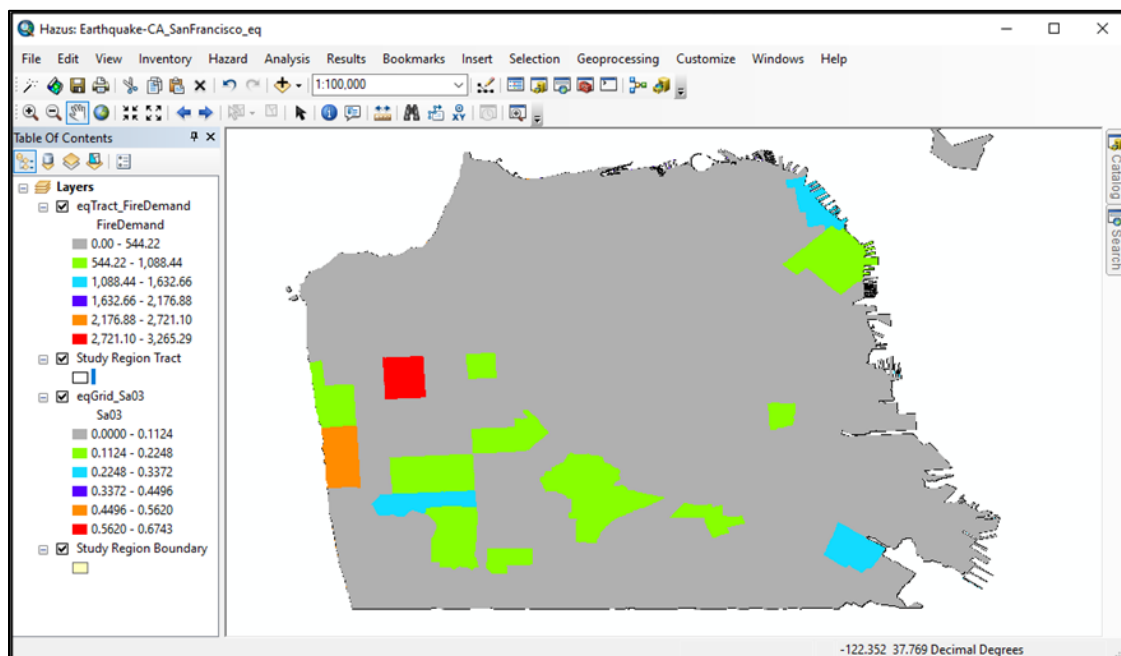 Hazus: Earthquake-CA_SanFrancisco_eq
File Edit View Inventory Hazard Analysis Results Bookmarks Insert Selection Geoprocessing Customize Windows Help
1:100,000
Table Of Contents
Layers
eqTract_FireDemand
FireDemand
0.00 - 544.22
544.22 - 1,088.44
1,088.44 - 1,632.66
1,632.66 - 2,176.88
2,176.88 - 2,721.10
2,721.10 - 3,265.29
Study Region Tract
eqGrid_Sa03
Sa03
0.0000 - 0.1124
0.1124 - 0.2248
0.2248 - 0.3372
0.3372 - 0.4496
0.4496 - 0.5620
0.5620 - 0.6743
Study Region Boundary
Catalog
Search
-122.352 37.769 Decimal Degrees